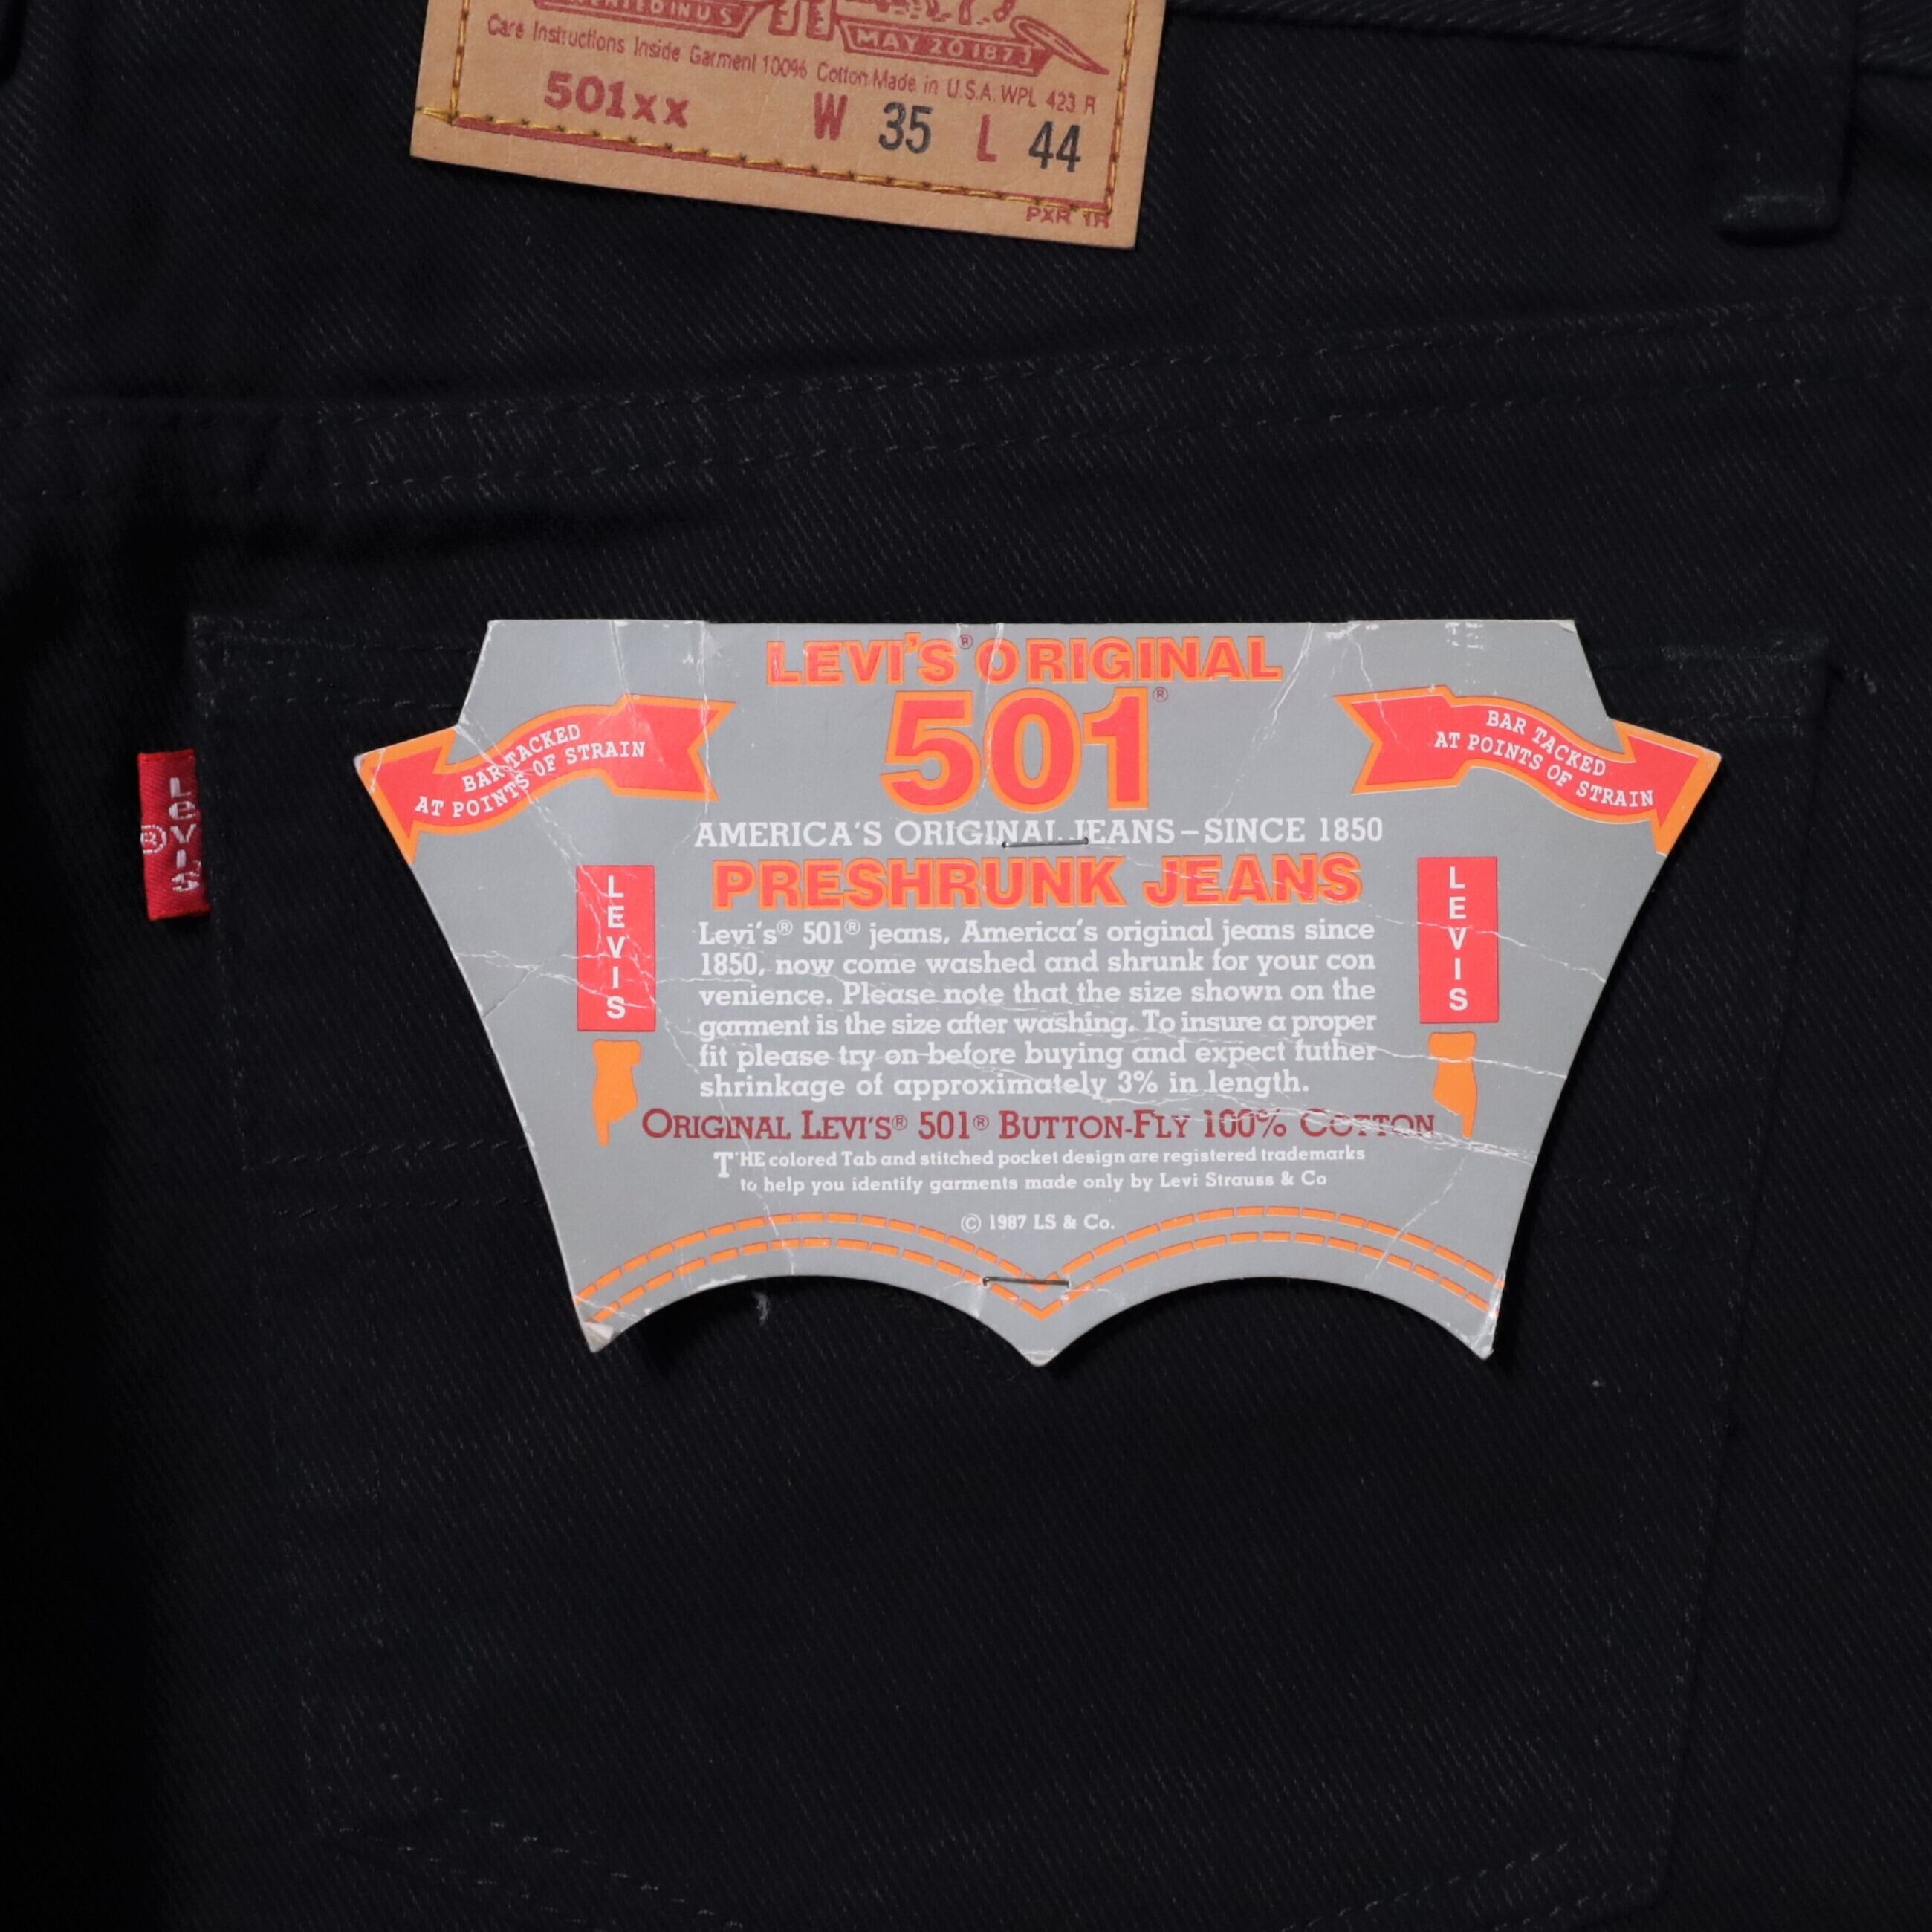 IN U S
MAY 20 1873
Care Instructions Inside Garment 100% Cotton Made in U.S.A. WPL 423 R
501xx W 35 L 44
PXR 1R
LEVI'S® ORIGINAL
501®
BAR TACKED
AT POINTS OF STRAIN
BAR TACKED
AT POINTS OF STRAIN
Levi's
®
AMERICA'S ORIGINAL JEANS–SINCE 1850
PRESHRUNK JEANS
LEVIS
LEVIS
Levi's® 501® jeans, America's original jeans since
1850, now come washed and shrunk for your con
venience. Please note that the size shown on the
garment is the size after washing. To insure a proper
fit please try on before buying and expect futher
shrinkage of approximately 3% in length.
ORIGINAL LEVI'S® 501® BUTTON-FLY 100% COTTON
T'HE colored Tab and stitched pocket design are registered trademarks
to help you identify garments made only by Levi Strauss & Co
© 1987 LS & Co.